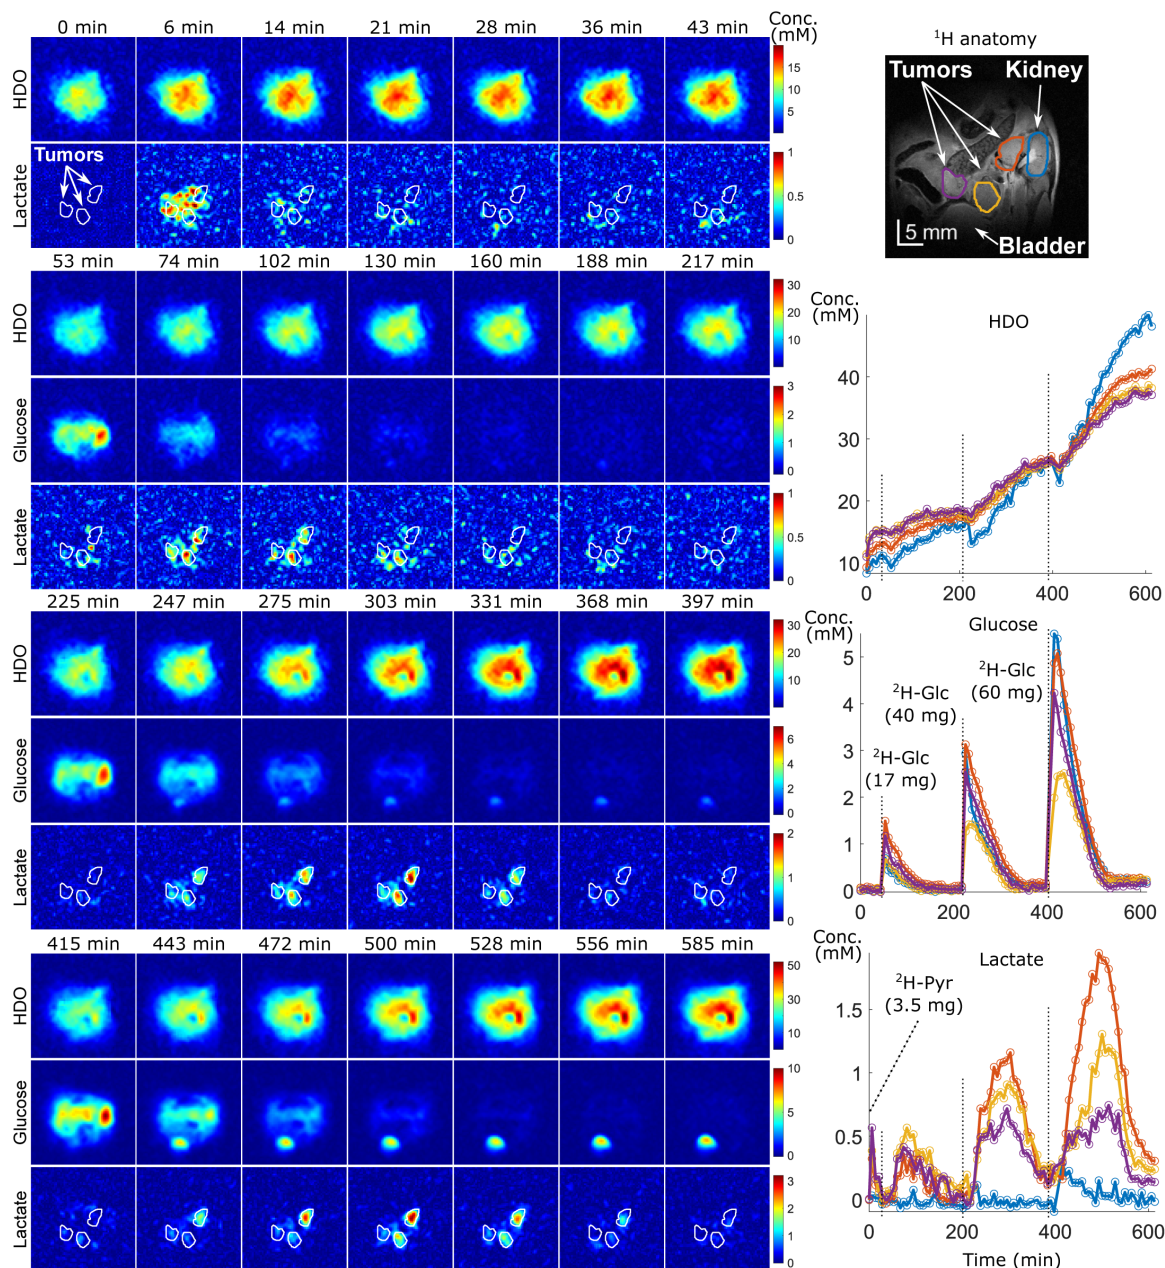 0 min 6 min 14 min 21 min 28 min 36 min 43 min Conc. (mM)
HDO
15
10
5
Lactate
Tumors
1
0.5
0
53 min 74 min 102 min 130 min 160 min 188 min 217 min
HDO
30
20
10
Glucose
3
2
1
0
Lactate
1
0.5
0
225 min 247 min 275 min 303 min 331 min 368 min 397 min
HDO
30
20
10
Glucose
6
4
2
0
Lactate
2
1
0
415 min 443 min 472 min 500 min 528 min 556 min 585 min
HDO
50
30
10
Glucose
10
5
0
Lactate
3
2
1
0
¹H anatomy
Tumors Kidney
5 mm
Bladder
Conc.
(mM)
HDO
40
30
20
10
0 200 400 600
Conc.
(mM)
Glucose
5
4
3
2
1
0
²H-Glc
(17 mg)
²H-Glc
(40 mg)
²H-Glc
(60 mg)
0 200 400 600
Conc.
(mM)
Lactate
1.5
1
0.5
0
²H-Pyr
(3.5 mg)
0 200 400 600
Time (min)